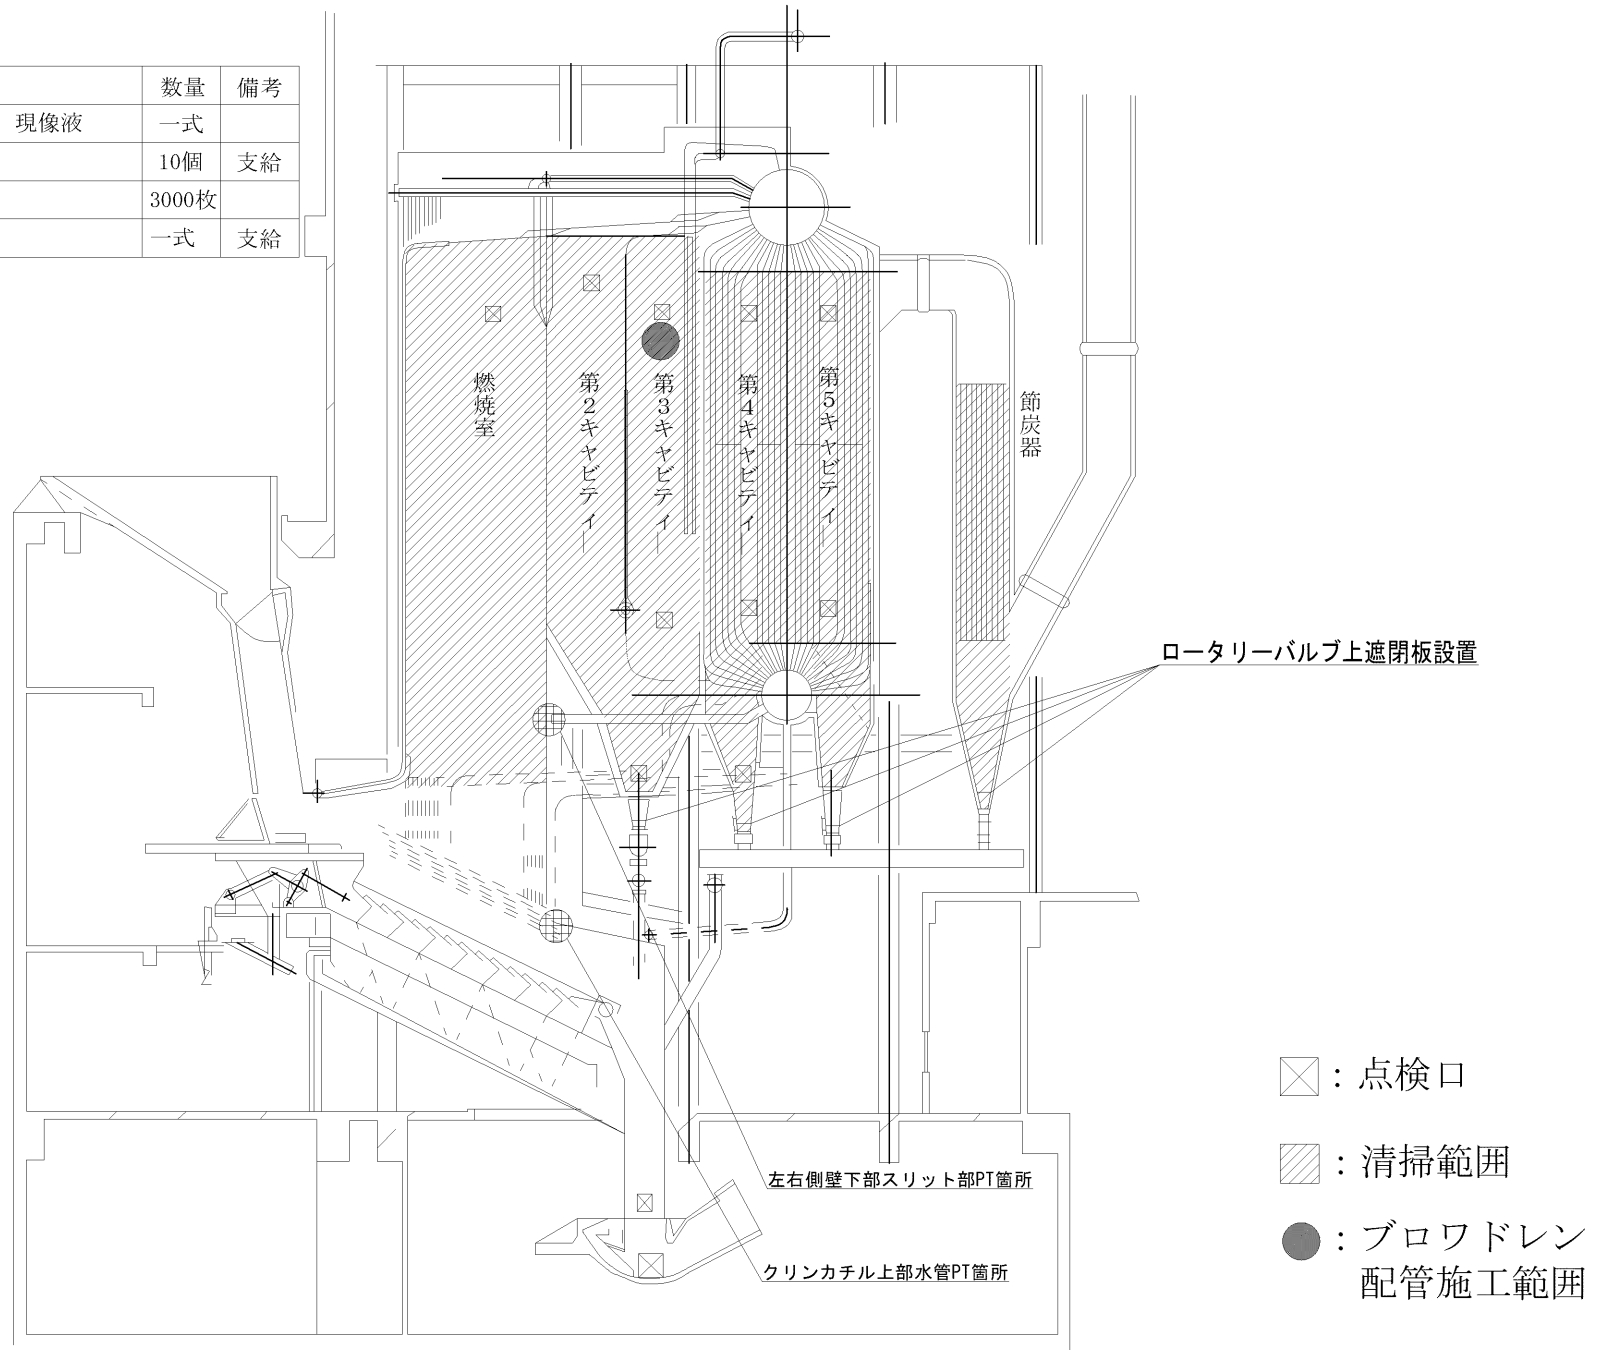 数量 備考
現像液 一式
10個 支給
3000枚
一式 支給
燃焼室
第2キャビティー
第3キャビティー
第4キャビティー
第5キャビティー
節炭器
ロータリーバルブ上遮閉板設置
左右側壁下部スリット部PT箇所
クリンカチル上部水管PT箇所
：点検口
：清掃範囲
：ブロワドレン
配管施工範囲